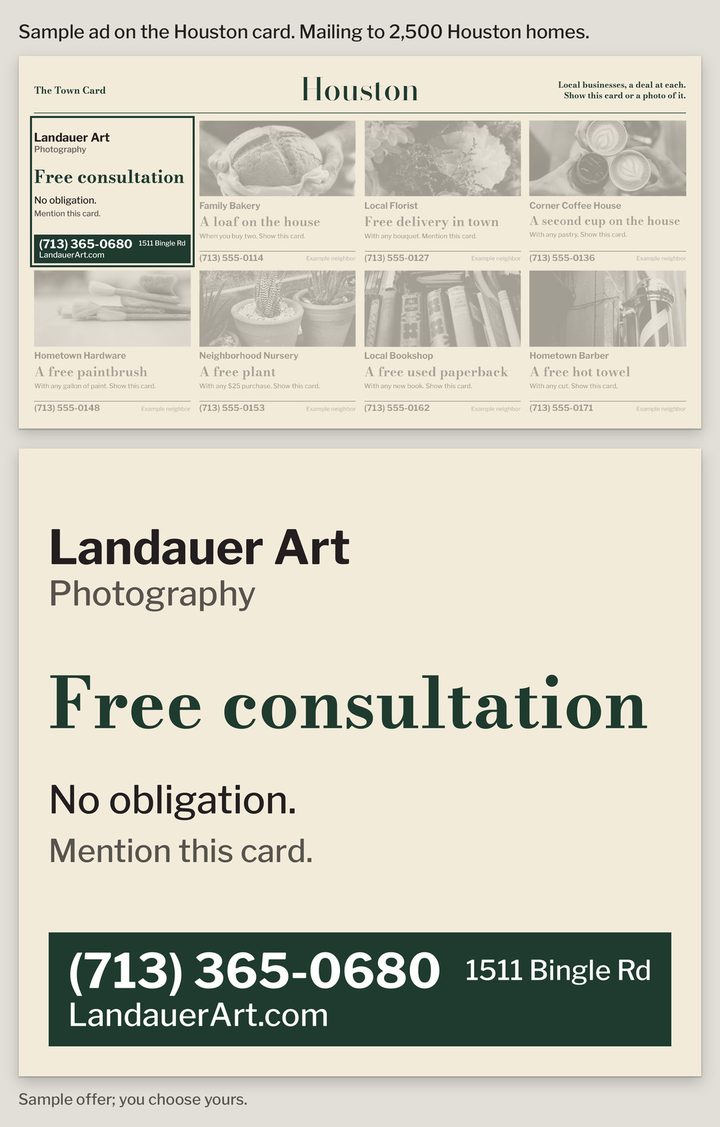 Sample ad on the Houston card. Mailing to 2,500 Houston homes.
The Town Card
Houston
Local businesses, a deal at each.
Show this card or a photo of it.
Landauer Art
Photography
Free consultation
No obligation.
Mention this card.
(713) 365-0680 1511 Bingle Rd
LandauerArt.com
Family Bakery
A loaf on the house
When you buy two. Show this card.
(713) 555-0114 Example neighbor
Local Florist
Free delivery in town
With any bouquet. Mention this card.
(713) 555-0127 Example neighbor
Corner Coffee House
A second cup on the house
With any pastry. Show this card.
(713) 555-0136 Example neighbor
Hometown Hardware
A free paintbrush
With any gallon of paint. Show this card.
(713) 555-0148 Example neighbor
Neighborhood Nursery
A free plant
With any $25 purchase. Show this card.
(713) 555-0153 Example neighbor
Local Bookshop
A free used paperback
With any new book. Show this card.
(713) 555-0162 Example neighbor
Hometown Barber
A free hot towel
With any cut. Show this card.
(713) 555-0171 Example neighbor
Landauer Art
Photography
Free consultation
No obligation.
Mention this card.
(713) 365-0680 1511 Bingle Rd
LandauerArt.com
Sample offer; you choose yours.